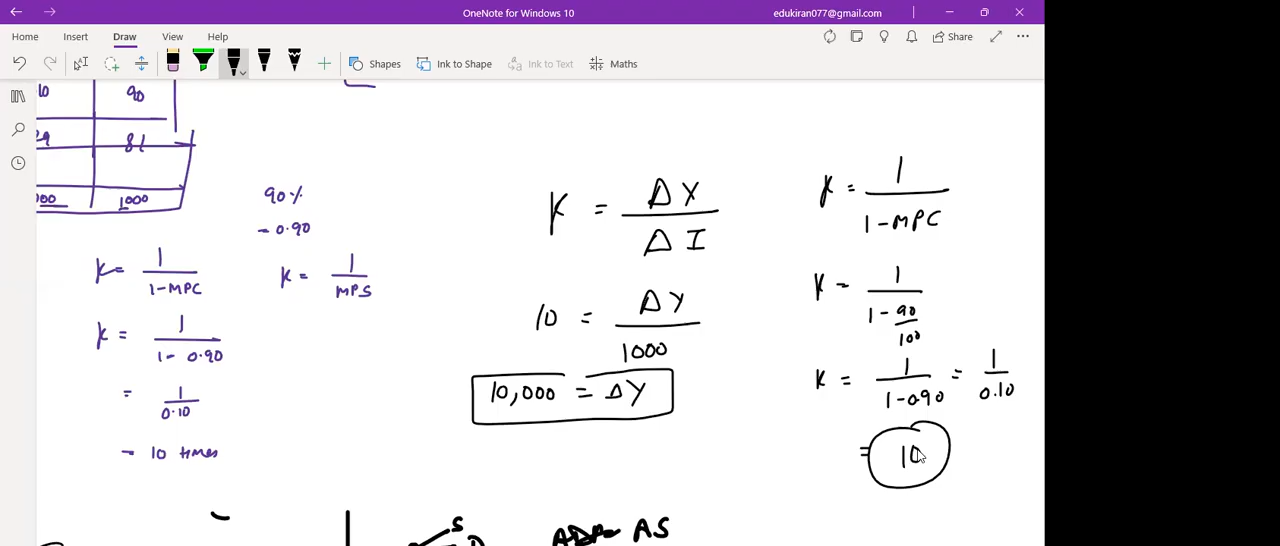 OneNote for Windows 10
edukiran077@gmail.com
Home Insert Draw View Help
Share
Shapes Ink to Shape Ink to Text Maths
90
81
1000
90%
= 0.90
K = 1 / 1-MPC
K = 1 / MPS
K = 1 / 1- 0.90
= 1 / 0.10
= 10 times
K = ΔY / ΔI
10 = ΔY / 1000
10,000 = ΔY
K = 1 / 1-MPC
K = 1 / 1- 90/100
K = 1 / 1-0.90 = 1 / 0.10
= 10
S
AS